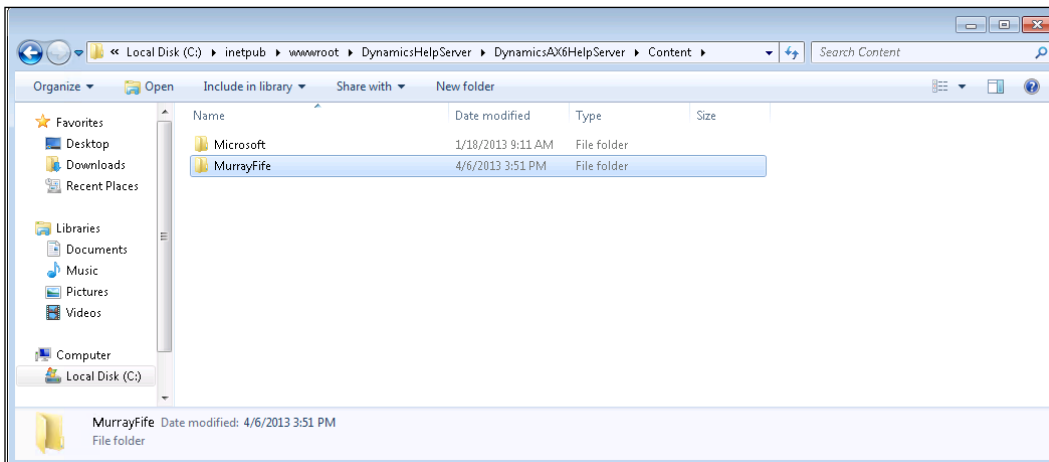 « Local Disk (C:) ▸ inetpub ▸ wwwroot ▸ DynamicsHelpServer ▸ DynamicsAX6HelpServer ▸ Content ▸ Search Content
Organize Open Include in library Share with New folder
Name Date modified Type Size
Favorites
Desktop
Downloads
Recent Places
Libraries
Documents
Music
Pictures
Videos
Computer
Local Disk (C:)
Microsoft 1/18/2013 9:11 AM File folder
MurrayFife 4/6/2013 3:51 PM File folder
MurrayFife Date modified: 4/6/2013 3:51 PM
File folder